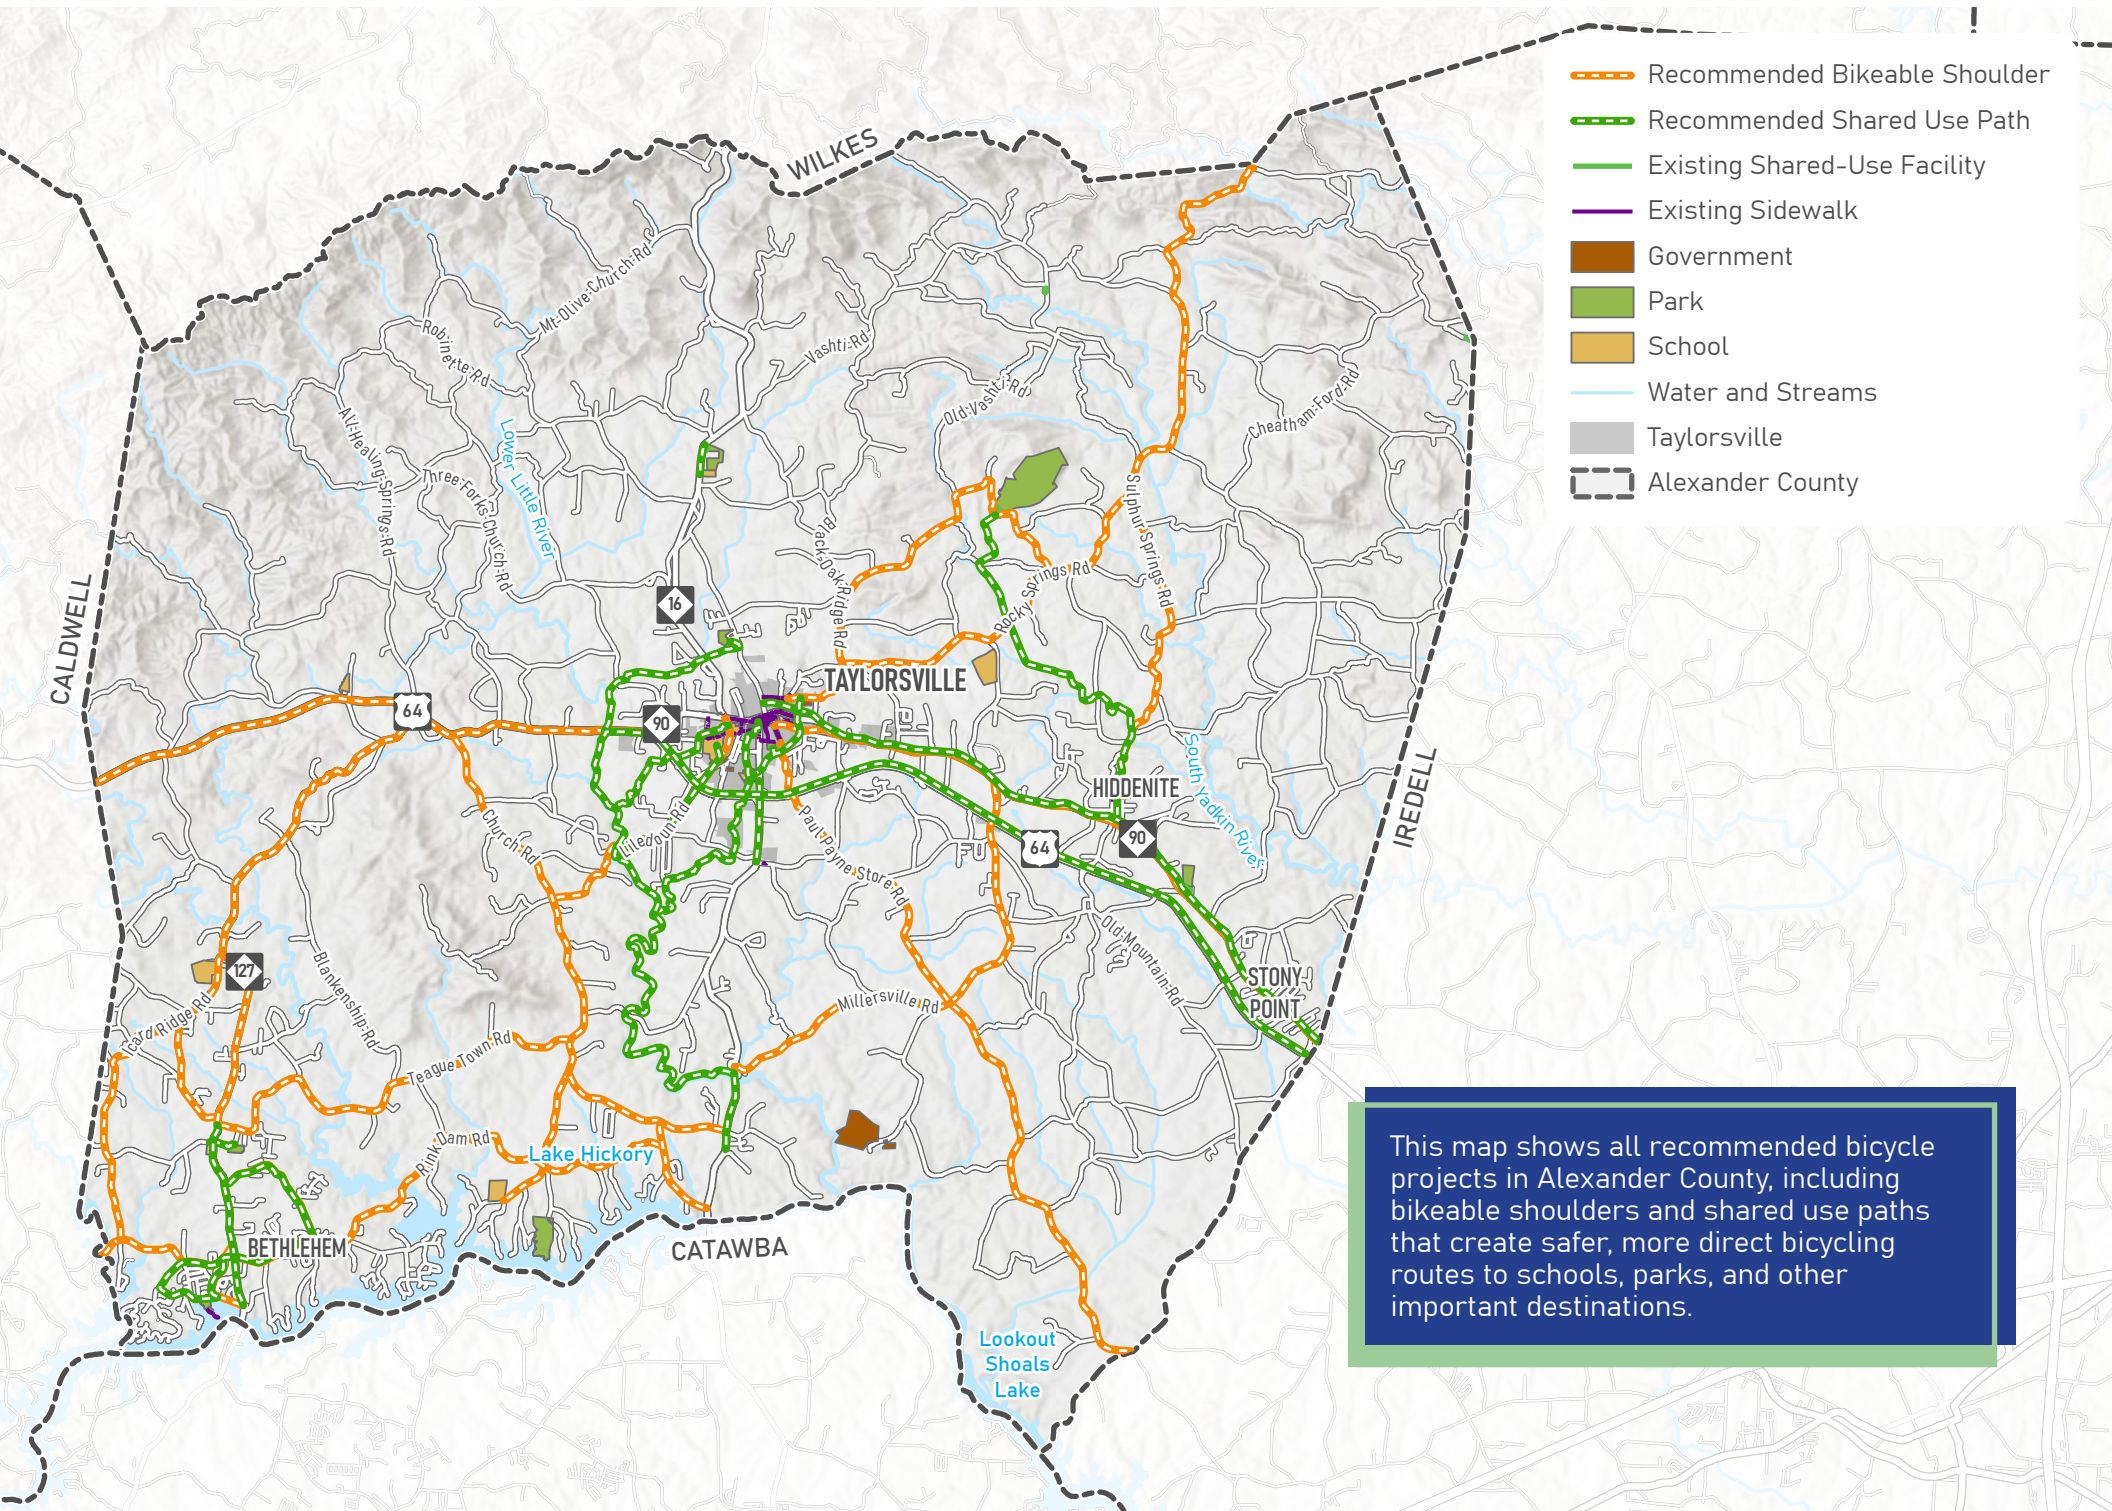 Recommended Bikeable Shoulder
Recommended Shared Use Path
Existing Shared-Use Facility
Existing Sidewalk
Government
Park
School
Water and Streams
Taylorsville
Alexander County
WILKES
Mt Olive Church Rd
Robinette Rd
Vashti Rd
Old Vashti Rd
Cheatham Ford Rd
All Healing Springs Rd
Three Forks Church Rd
Lower Little River
Black Oak Ridge Rd
Sulphur Springs Rd
Rocky Springs Rd
16
CALDWELL
TAYLORSVILLE
64
90
HIDDENITE
South Yadkin River
IREDELL
Church Rd
Liledoun Rd
Paul Payne Store Rd
64
90
Old Mountain Rd
127
Blankenship Rd
STONY
POINT
Icard Ridge Rd
Millersville Rd
Teague Town Rd
Rink Dam Rd
Lake Hickory
BETHLEHEM
CATAWBA
Lookout
Shoals
Lake
This map shows all recommended bicycle
projects in Alexander County, including
bikeable shoulders and shared use paths
that create safer, more direct bicycling
routes to schools, parks, and other
important destinations.